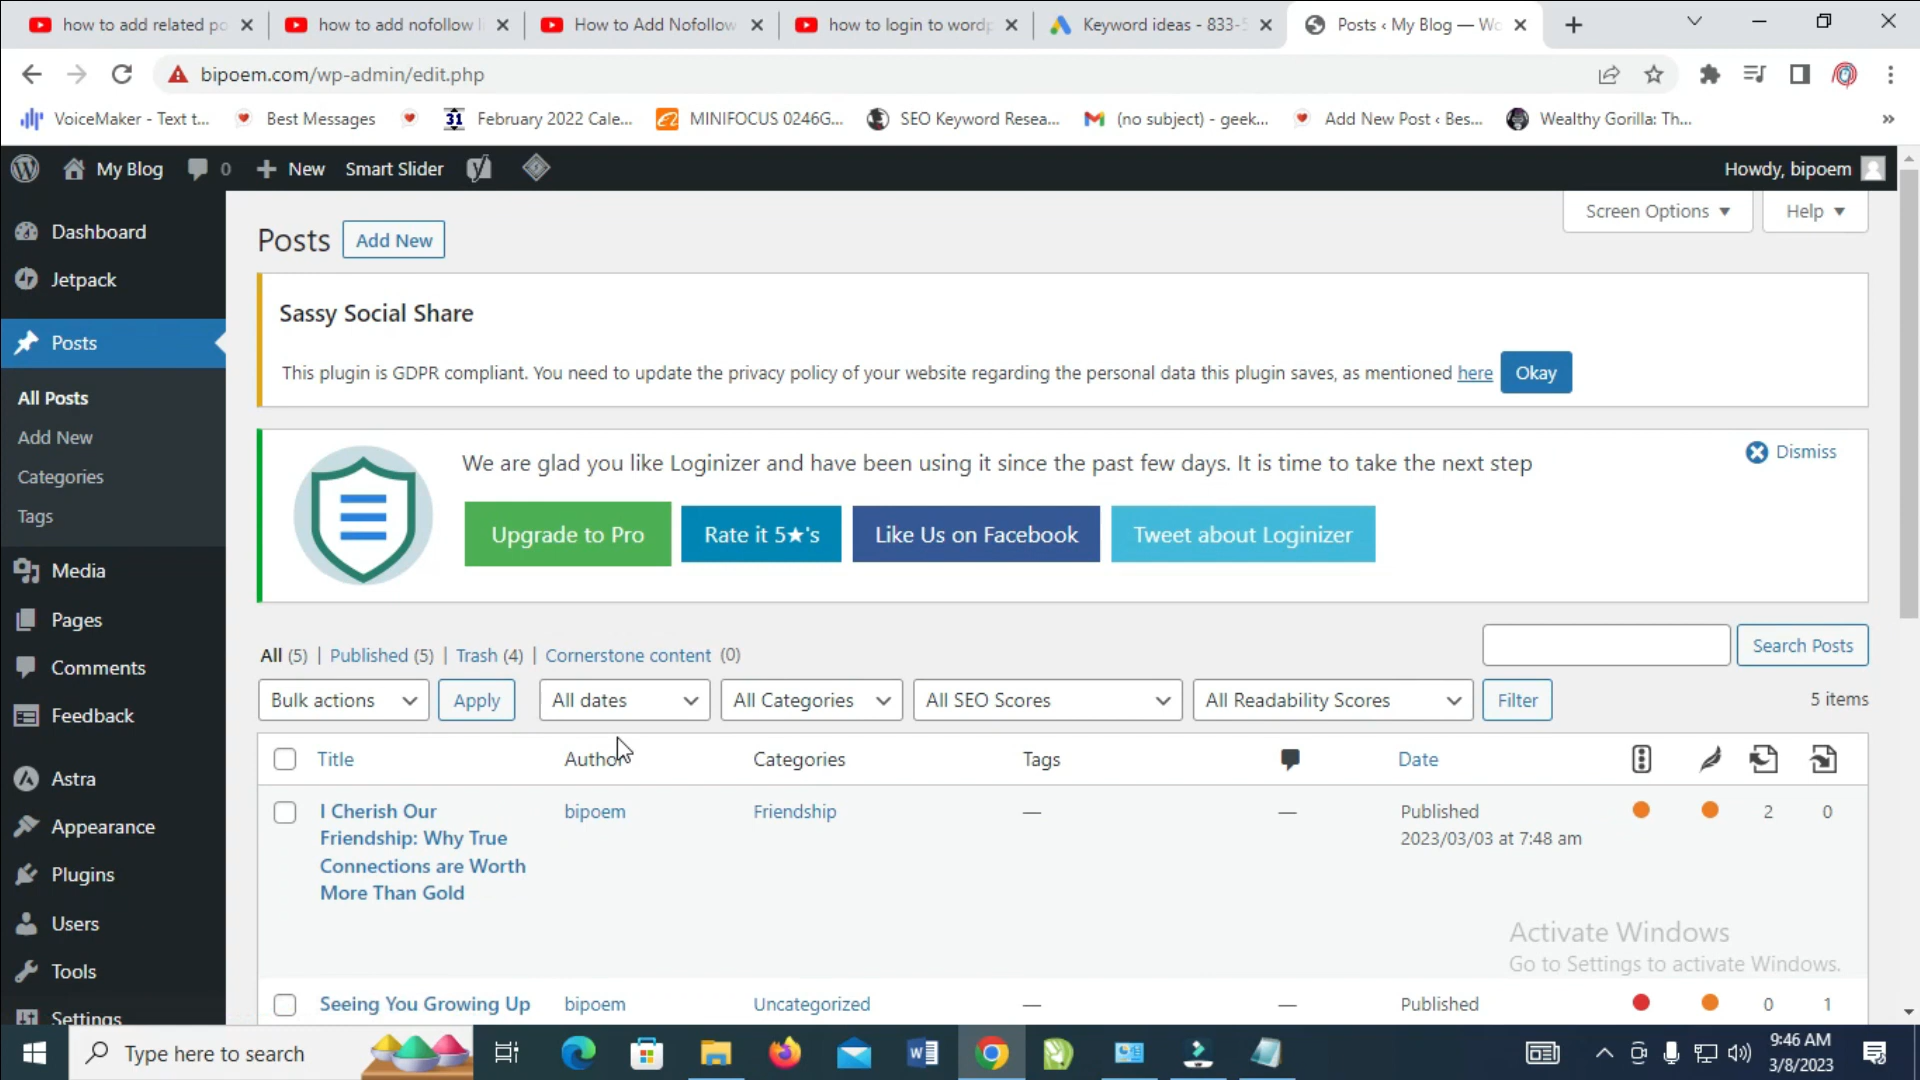 how to add related po
how to add nofollow l
How to Add Nofollow
how to login to wordp
Keyword ideas - 833-5
Posts ‹ My Blog — Wo
bipoem.com/wp-admin/edit.php
VoiceMaker - Text t...
Best Messages
31
February 2022 Cale...
MINIFOCUS 0246G...
SEO Keyword Resea...
(no subject) - geek...
Add New Post ‹ Bes...
Wealthy Gorilla: Th...
My Blog
0
New
Smart Slider
Howdy, bipoem
Dashboard
Jetpack
Posts
All Posts
Add New
Categories
Tags
Media
Pages
Comments
Feedback
Astra
Appearance
Plugins
Users
Tools
Settings
Screen Options
Help
Posts
Add New
Sassy Social Share
This plugin is GDPR compliant. You need to update the privacy policy of your website regarding the personal data this plugin saves, as mentioned here
Okay
We are glad you like Loginizer and have been using it since the past few days. It is time to take the next step
Dismiss
Upgrade to Pro
Rate it 5★'s
Like Us on Facebook
Tweet about Loginizer
All (5) | Published (5) | Trash (4) | Cornerstone content (0)
Search Posts
Bulk actions
Apply
All dates
All Categories
All SEO Scores
All Readability Scores
Filter
5 items
Title
Author
Categories
Tags
Date
I Cherish Our
Friendship: Why True
Connections are Worth
More Than Gold
bipoem
Friendship
—
—
Published
2023/03/03 at 7:48 am
2
0
Seeing You Growing Up
bipoem
Uncategorized
—
—
Published
0
1
Activate Windows
Go to Settings to activate Windows.
Type here to search
9:46 AM
3/8/2023